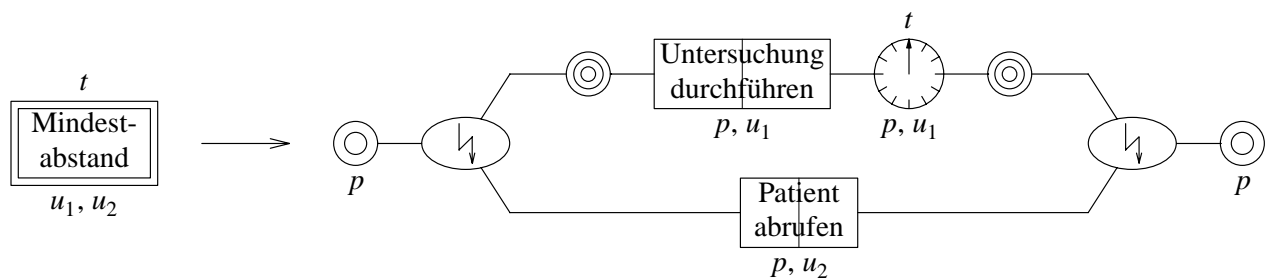 t
Mindest-
abstand
u₁, u₂
p
Untersuchung
durchführen
p, u₁
t
p, u₁
Patient
abrufen
p, u₂
p